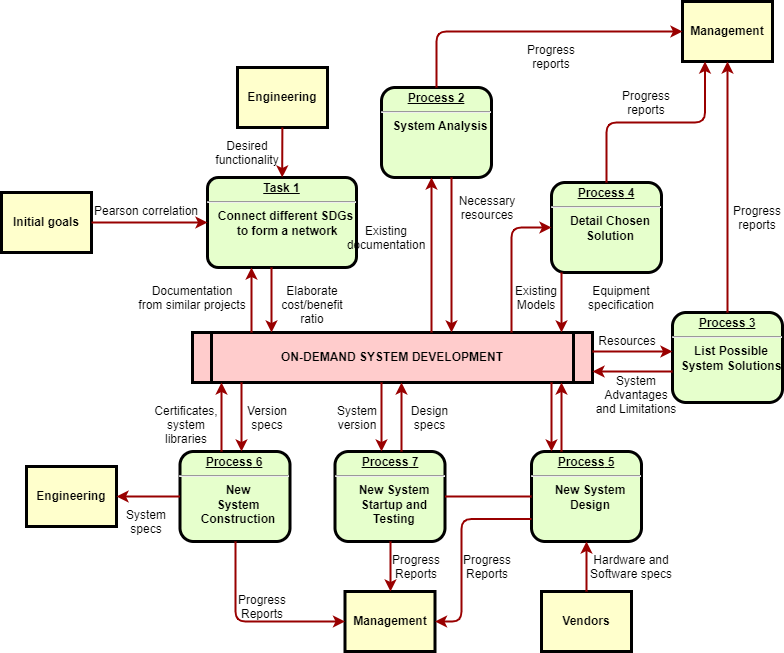 Management
Progress
reports
Process 2
System Analysis
Engineering
Progress
reports
Desired
functionality
Task 1
Connect different SDGs
to form a network
Process 4
Detail Chosen
Solution
Initial goals
Pearson correlation
Necessary
resources
Existing
documentation
Progress
reports
Documentation
from similar projects
Elaborate
cost/benefit
ratio
Existing
Models
Equipment
specification
Process 3
List Possible
System Solutions
ON-DEMAND SYSTEM DEVELOPMENT
Resources
System
Advantages
and Limitations
Certificates,
system
libraries
Version
specs
System
version
Design
specs
Process 6
New
System
Construction
Process 7
New System
Startup and
Testing
Process 5
New System
Design
Engineering
System
specs
Progress
Reports
Progress
Reports
Hardware and
Software specs
Progress
Reports
Management
Vendors